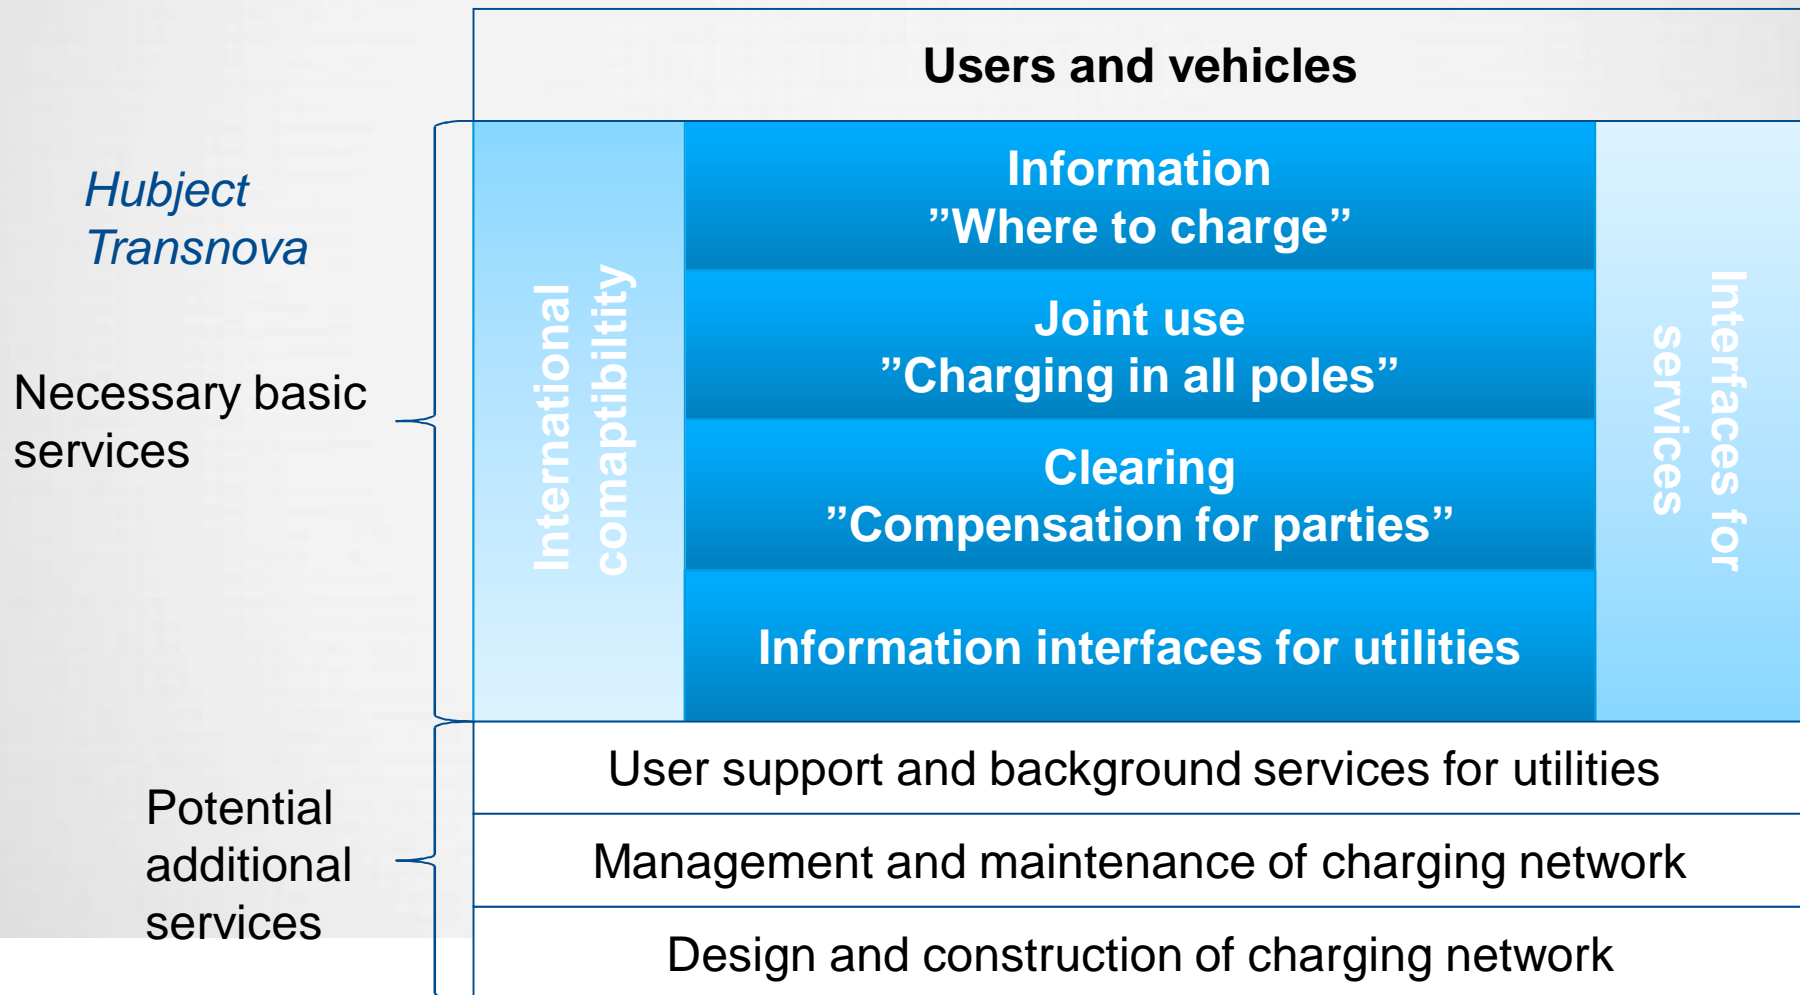 Users and vehicles
Hubject
Transnova
Necessary basic
services
International
comaptibiltity
Information
”Where to charge”
Joint use
”Charging in all poles”
Clearing
”Compensation for parties”
Information interfaces for utilities
Interfaces for
services
Potential
additional
services
User support and background services for utilities
Management and maintenance of charging network
Design and construction of charging network